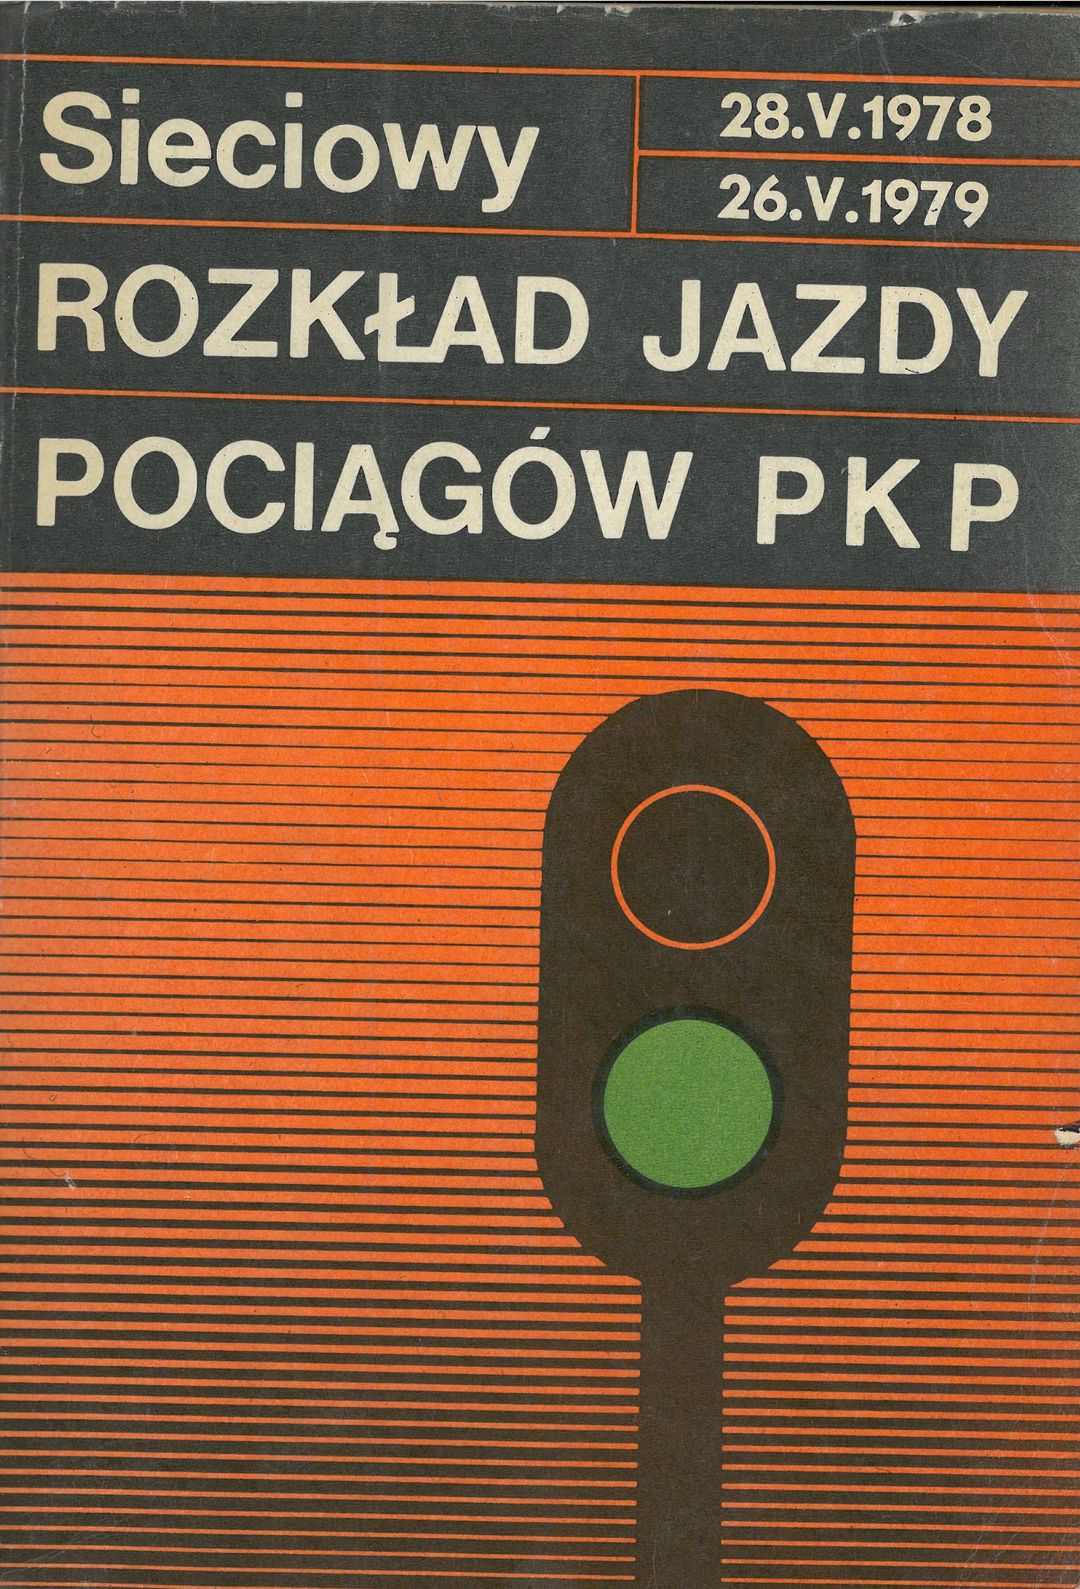 Sieciowy
28.V.1978
26.V.1979
ROZKŁAD JAZDY
POCIĄGÓW PKP